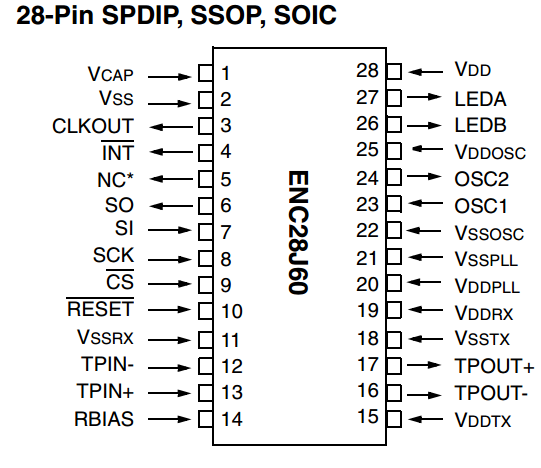 28-Pin SPDIP, SSOP, SOIC
VCAP 1 28 VDD
VSS 2 27 LEDA
CLKOUT 3 26 LEDB
INT 4 25 VDDOSC
NC* 5 24 OSC2
SO 6 23 OSC1
SI 7 22 VSSOSC
SCK 8 21 VSSPLL
CS 9 20 VDDPLL
RESET 10 19 VDDRX
VSSRX 11 18 VSSTX
TPIN- 12 17 TPOUT+
TPIN+ 13 16 TPOUT-
RBIAS 14 15 VDDTX
ENC28J60